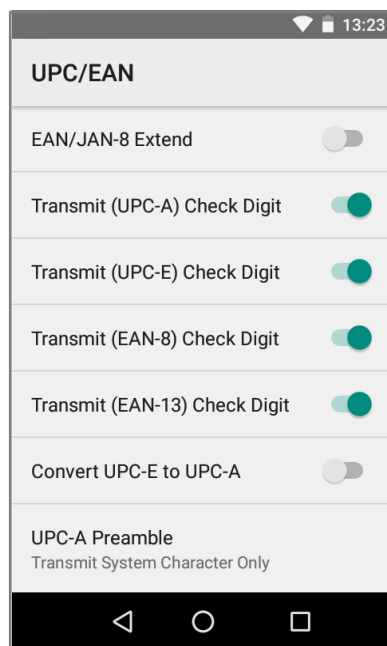 13:23
UPC/EAN
EAN/JAN-8 Extend
Transmit (UPC-A) Check Digit
Transmit (UPC-E) Check Digit
Transmit (EAN-8) Check Digit
Transmit (EAN-13) Check Digit
Convert UPC-E to UPC-A
UPC-A Preamble
Transmit System Character Only